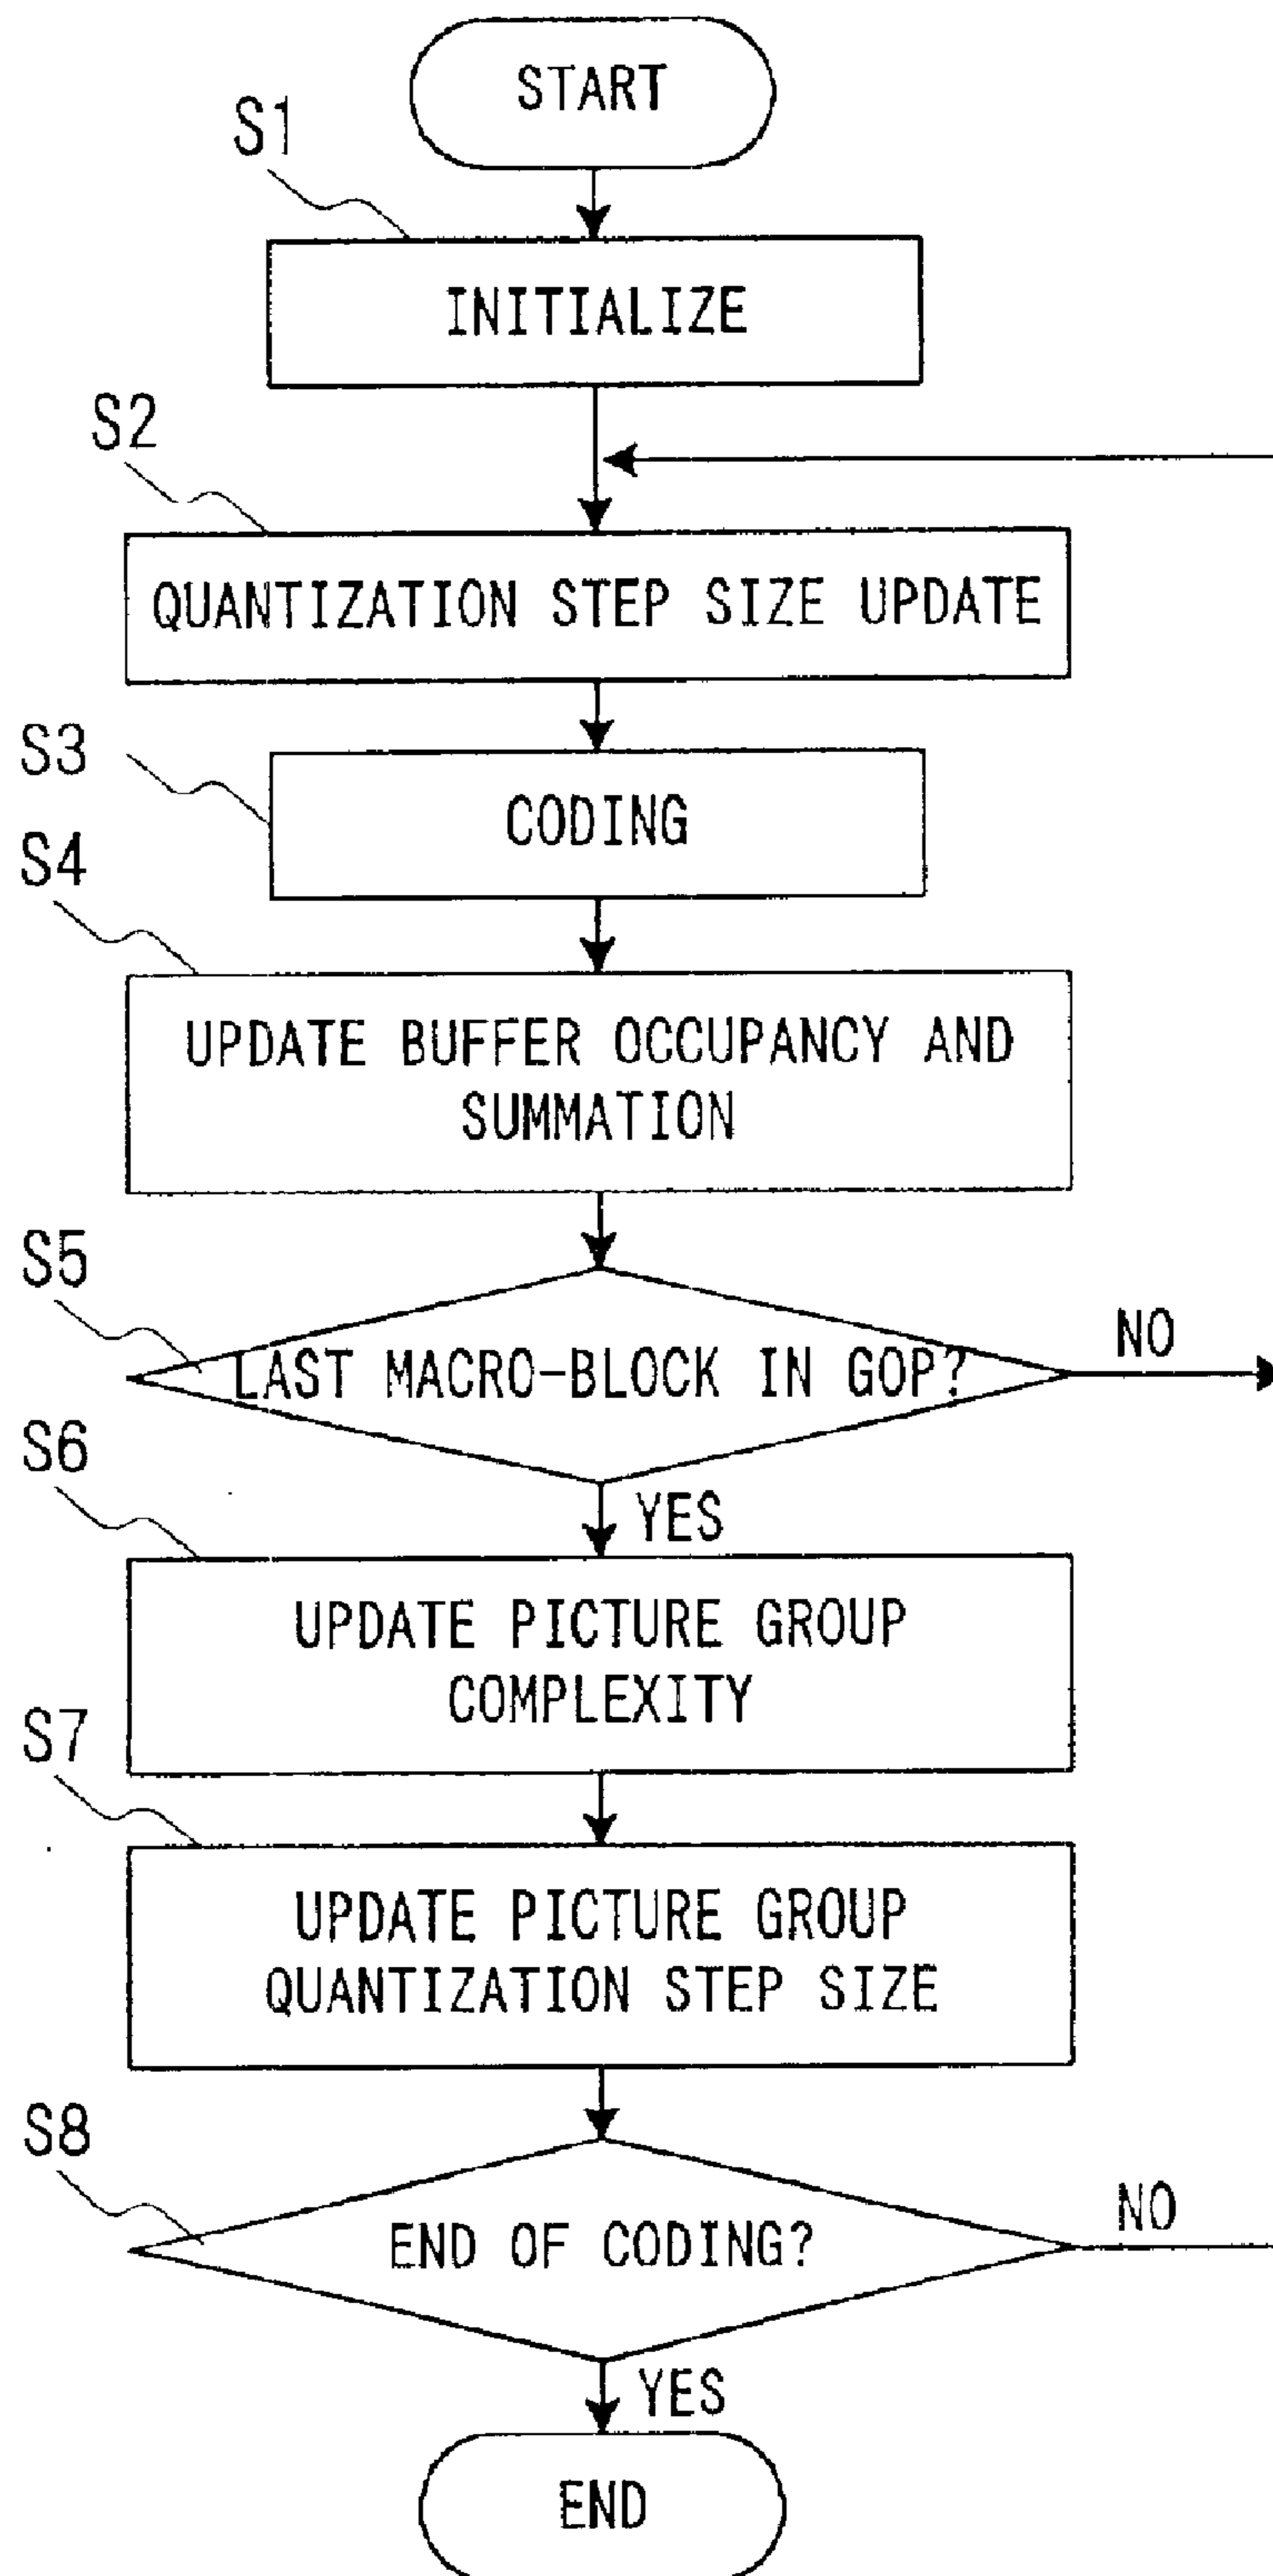 START
S1
INITIALIZE
S2
QUANTIZATION STEP SIZE UPDATE
S3
CODING
S4
UPDATE BUFFER OCCUPANCY AND
SUMMATION
S5
LAST MACRO-BLOCK IN GOP?
NO
S6
YES
UPDATE PICTURE GROUP
COMPLEXITY
S7
UPDATE PICTURE GROUP
QUANTIZATION STEP SIZE
S8
END OF CODING?
NO
YES
END